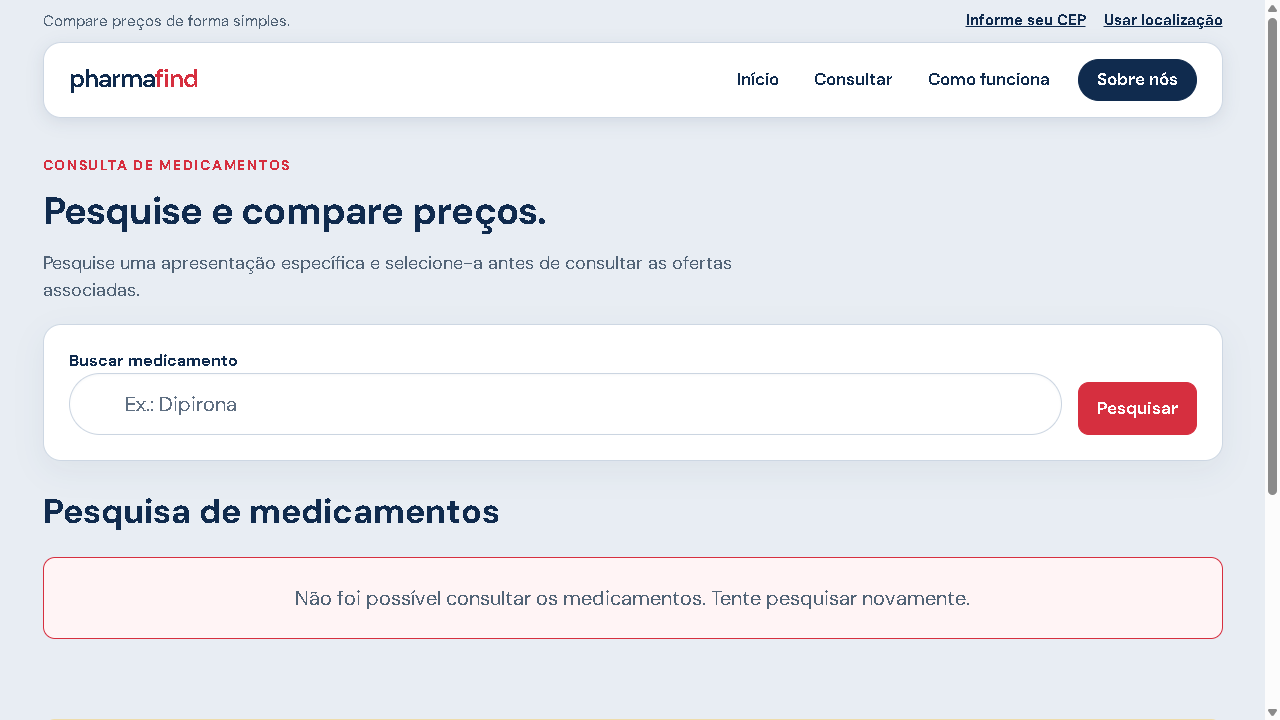 Compare preços de forma simples.
Informe seu CEP Usar localização
pharmafind
Início Consultar Como funciona Sobre nós
CONSULTA DE MEDICAMENTOS
Pesquise e compare preços.
Pesquise uma apresentação específica e selecione-a antes de consultar as ofertas
associadas.
Buscar medicamento
Ex.: Dipirona
Pesquisar
Pesquisa de medicamentos
Não foi possível consultar os medicamentos. Tente pesquisar novamente.